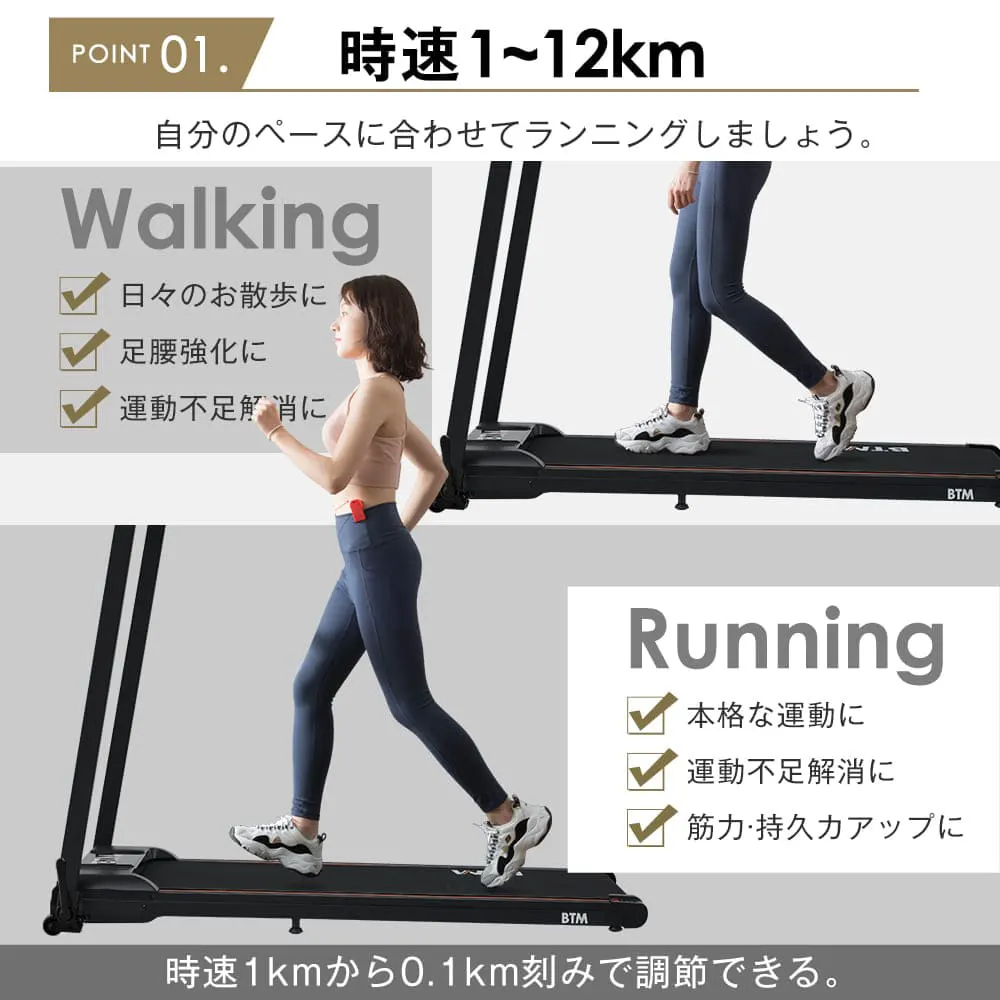 POINT 01.
時速1~12km
自分のペースに合わせてランニングしましょう。
Walking
日々のお散歩に
足腰強化に
運動不足解消に
BTM
Running
本格な運動に
運動不足解消に
筋力·持久力アップに
BTM
時速1kmから0.1km刻みで調節できる。